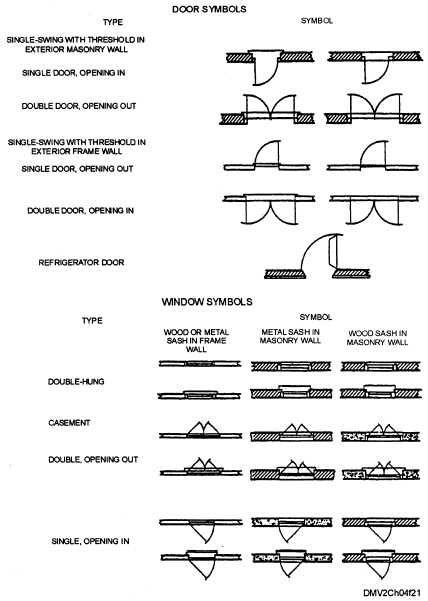 DOOR SYMBOLS
TYPE
SYMBOL
SINGLE-SWING WITH THRESHOLD IN
EXTERIOR MASONRY WALL
SINGLE DOOR, OPENING IN
DOUBLE DOOR, OPENING OUT
SINGLE-SWING WITH THRESHOLD IN
EXTERIOR FRAME WALL
SINGLE DOOR, OPENING OUT
DOUBLE DOOR, OPENING IN
REFRIGERATOR DOOR
WINDOW SYMBOLS
TYPE
SYMBOL
WOOD OR METAL
SASH IN FRAME
WALL
METAL SASH IN
MASONRY WALL
WOOD SASH IN
MASONRY WALL
DOUBLE-HUNG
CASEMENT
DOUBLE, OPENING OUT
SINGLE, OPENING IN
DMV2Ch04f21